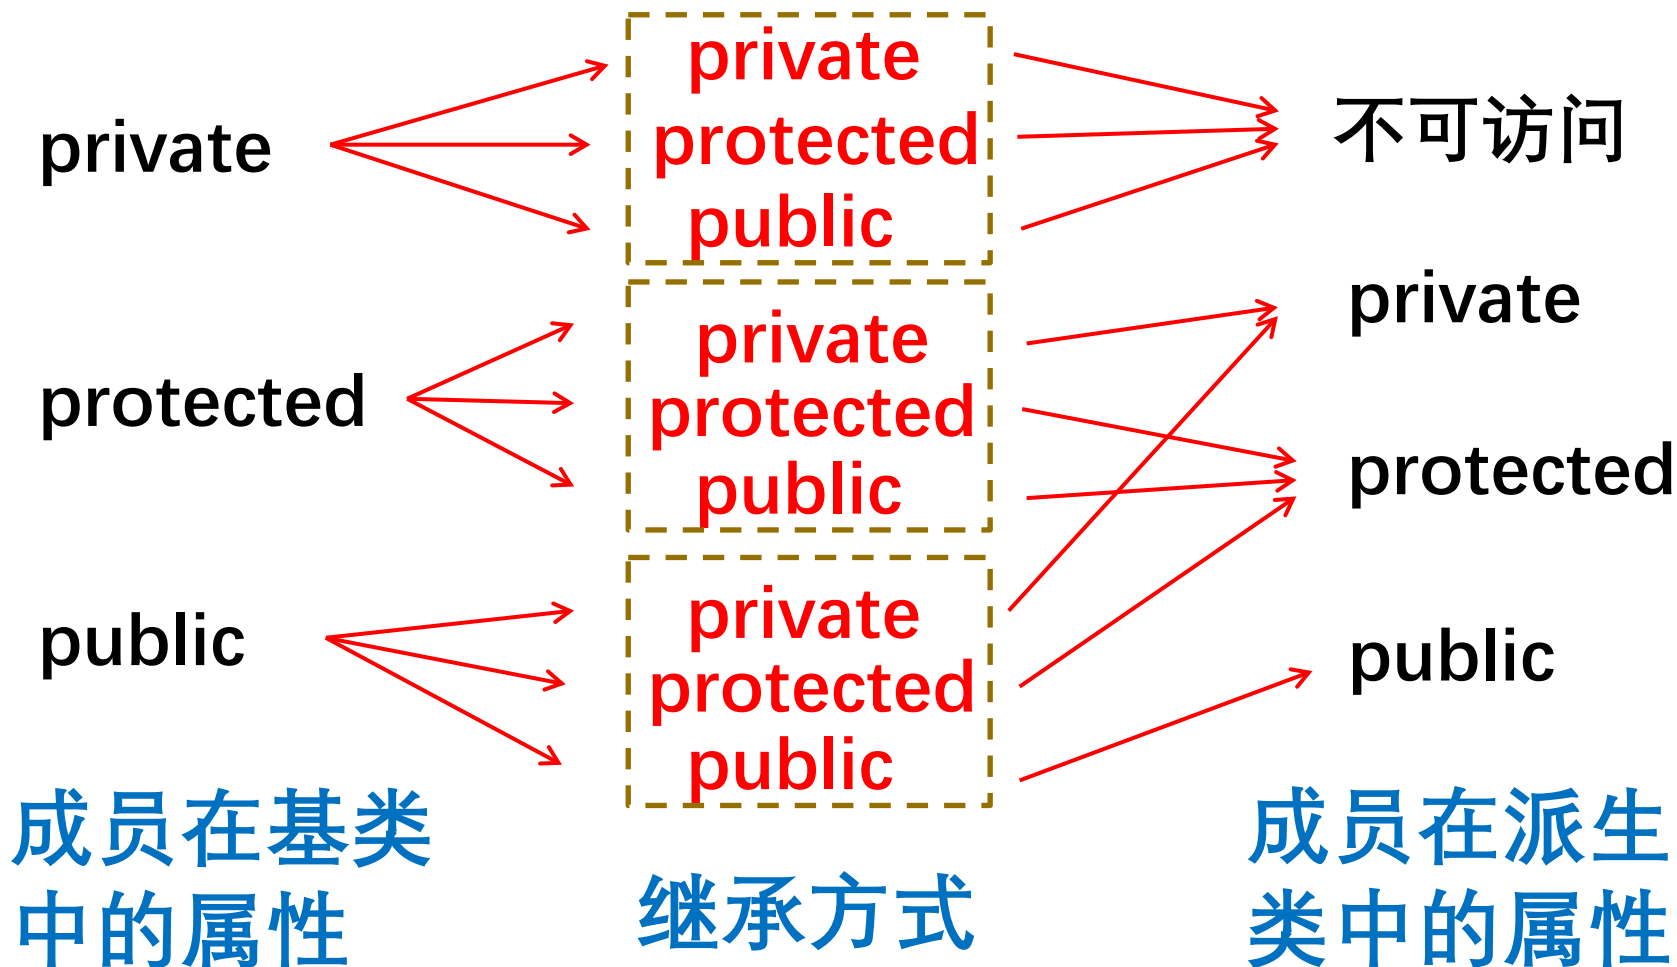 private
protected
public
成员在基类
中的属性
private
protected
public
private
protected
public
private
protected
public
继承方式
不可访问
private
protected
public
成员在派生
类中的属性